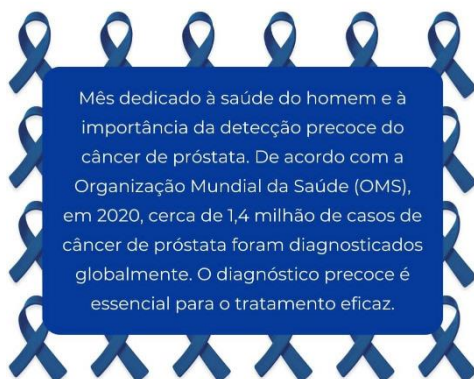 Mês dedicado à saúde do homem e à
importância da detecção precoce do
câncer de próstata. De acordo com a
Organização Mundial da Saúde (OMS),
em 2020, cerca de 1,4 milhão de casos de
câncer de próstata foram diagnosticados
globalmente. O diagnóstico precoce é
essencial para o tratamento eficaz.